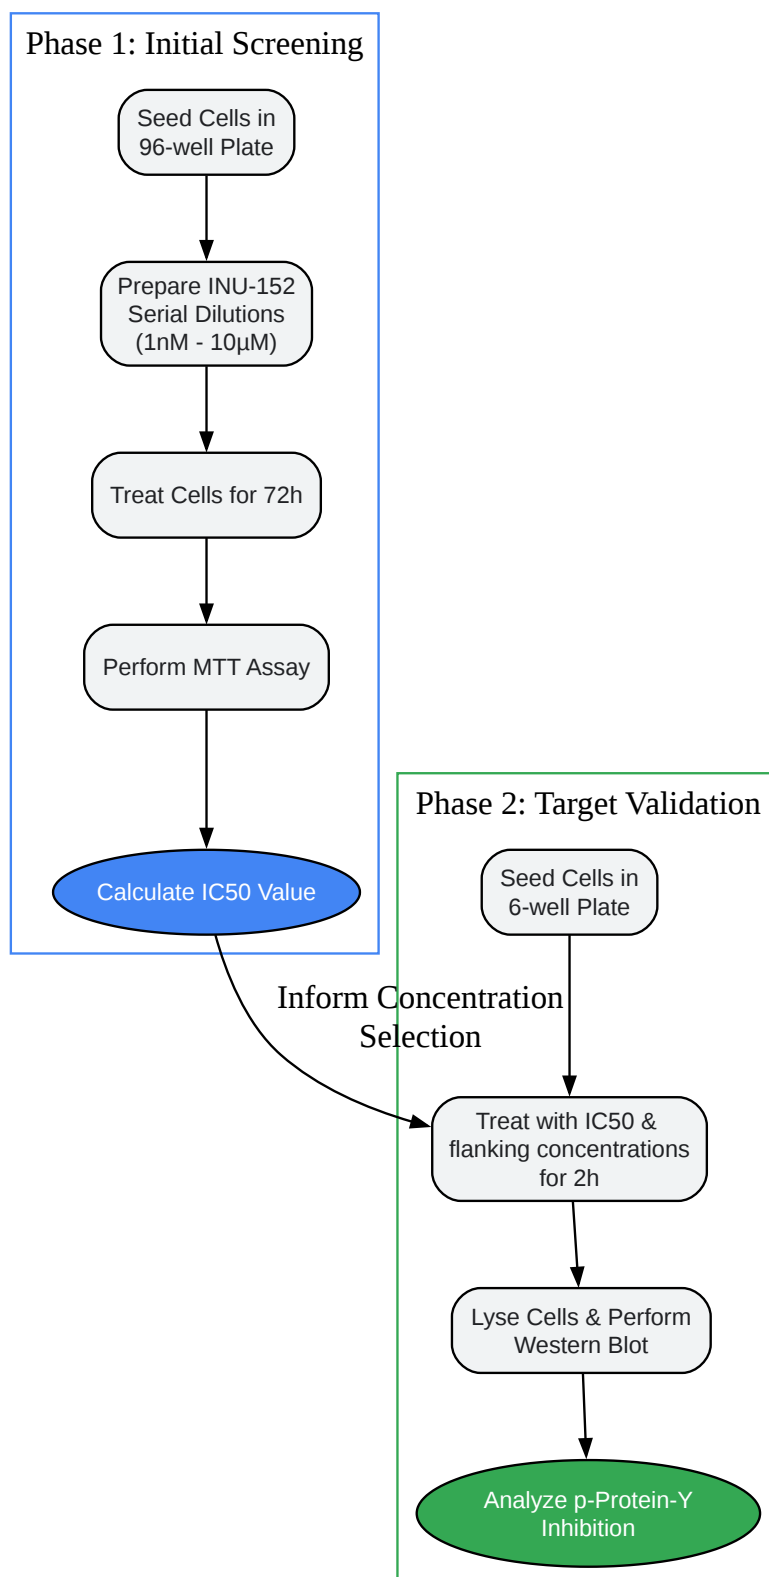 Phase 1: Initial Screening
Seed Cells in
96-well Plate
Prepare INU-152
Serial Dilutions
(1nM - 10µM)
Treat Cells for 72h
Perform MTT Assay
Calculate IC50 Value
Phase 2: Target Validation
Seed Cells in
6-well Plate
Inform Concentration
Selection
Treat with IC50 &
flanking concentrations
for 2h
Lyse Cells & Perform
Western Blot
Analyze p-Protein-Y
Inhibition